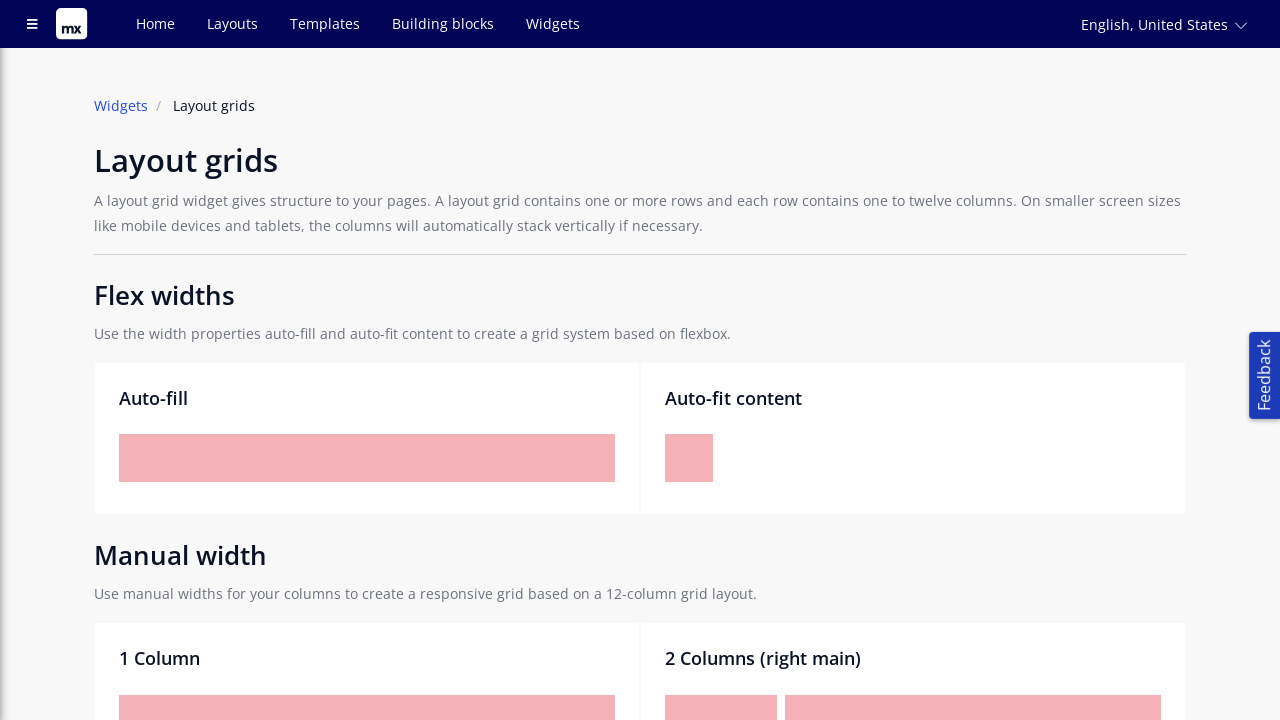 mx
Home
Layouts
Templates
Building blocks
Widgets
English, United States
Widgets / Layout grids
Layout grids
A layout grid widget gives structure to your pages. A layout grid contains one or more rows and each row contains one to twelve columns. On smaller screen sizes
like mobile devices and tablets, the columns will automatically stack vertically if necessary.
Flex widths
Use the width properties auto-fill and auto-fit content to create a grid system based on flexbox.
Feedback
Auto-fill
Auto-fit content
Manual width
Use manual widths for your columns to create a responsive grid based on a 12-column grid layout.
1 Column
2 Columns (right main)